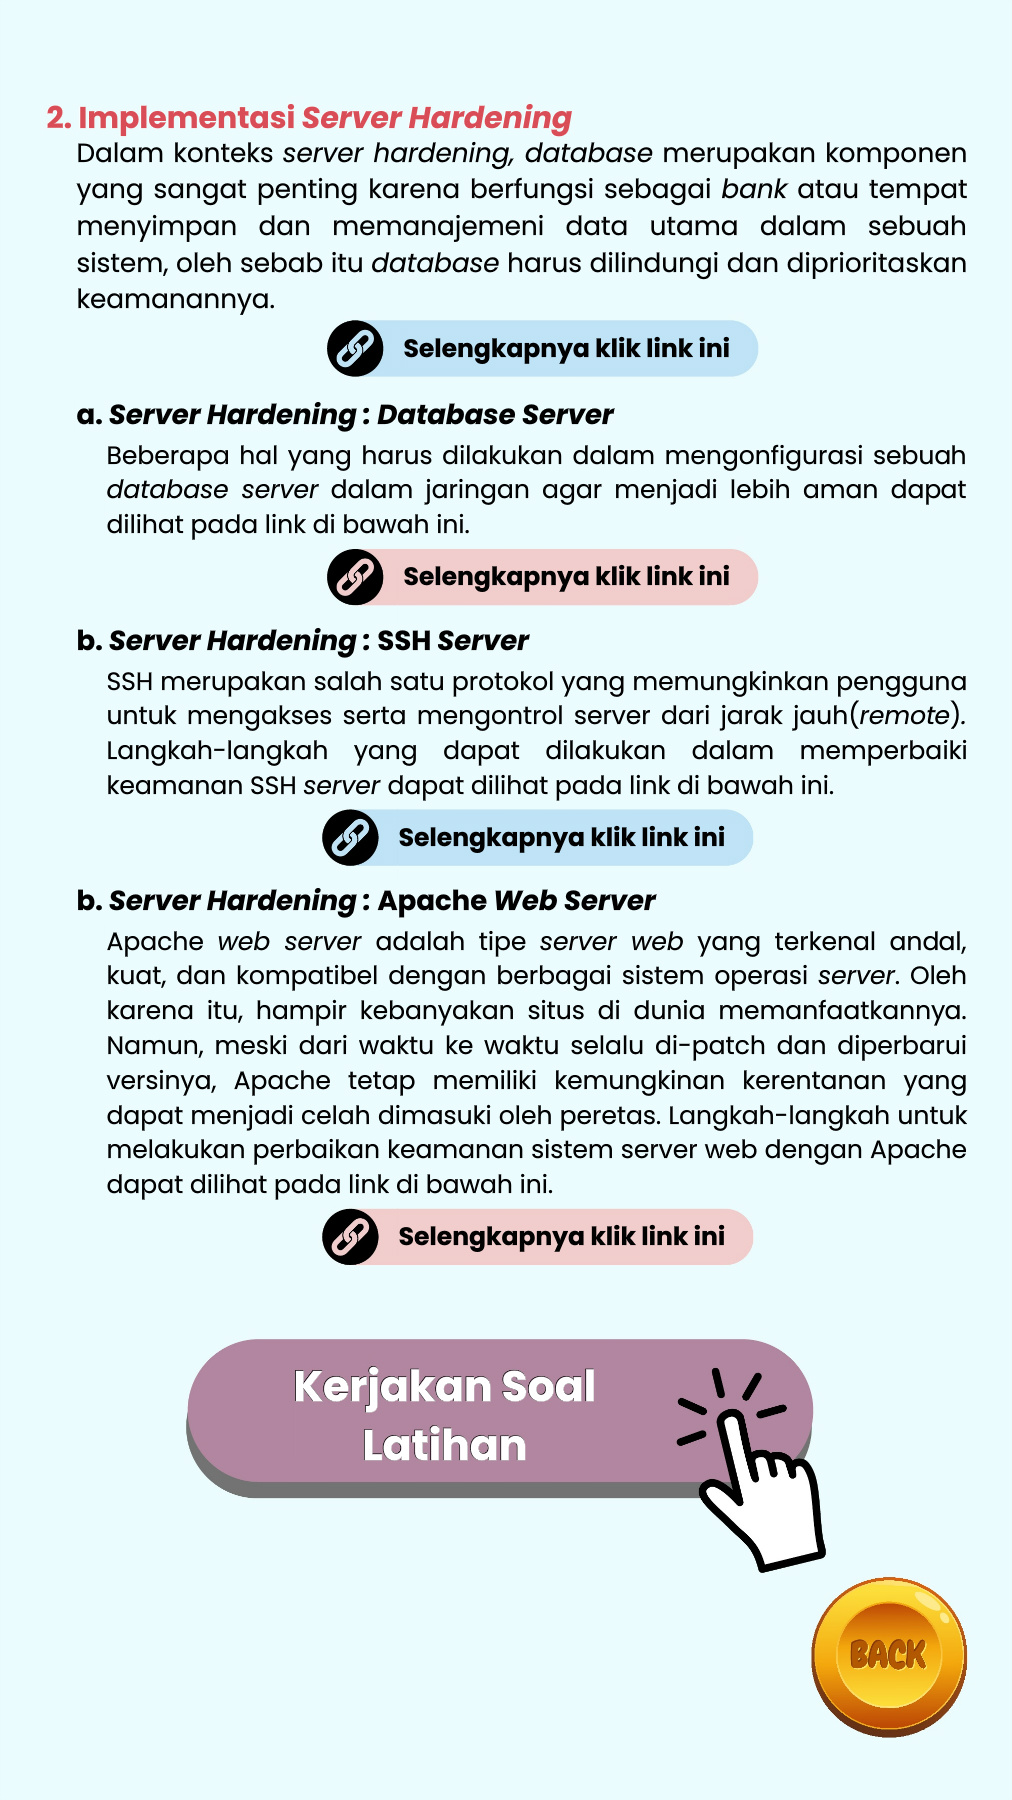 2. Implementasi Server Hardening
Dalam konteks server hardening, database merupakan komponen
yang sangat penting karena berfungsi sebagai bank atau tempat
menyimpan dan memanajemeni data utama dalam sebuah
sistem, oleh sebab itu database harus dilindungi dan diprioritaskan
keamanannya.
Selengkapnya klik link ini
a. Server Hardening : Database Server
Beberapa hal yang harus dilakukan dalam mengonfigurasi sebuah
database server dalam jaringan agar menjadi lebih aman dapat
dilihat pada link di bawah ini.
Selengkapnya klik link ini
b. Server Hardening : SSH Server
SSH merupakan salah satu protokol yang memungkinkan pengguna
untuk mengakses serta mengontrol server dari jarak jauh(remote).
Langkah-langkah yang dapat dilakukan dalam memperbaiki
keamanan SSH server dapat dilihat pada link di bawah ini.
Selengkapnya klik link ini
b. Server Hardening : Apache Web Server
Apache web server adalah tipe server web yang terkenal andal,
kuat, dan kompatibel dengan berbagai sistem operasi server. Oleh
karena itu, hampir kebanyakan situs di dunia memanfaatkannya.
Namun, meski dari waktu ke waktu selalu di-patch dan diperbarui
versinya, Apache tetap memiliki kemungkinan kerentanan yang
dapat menjadi celah dimasuki oleh peretas. Langkah-langkah untuk
melakukan perbaikan keamanan sistem server web dengan Apache
dapat dilihat pada link di bawah ini.
Selengkapnya klik link ini
Kerjakan Soal
Latihan
BACK